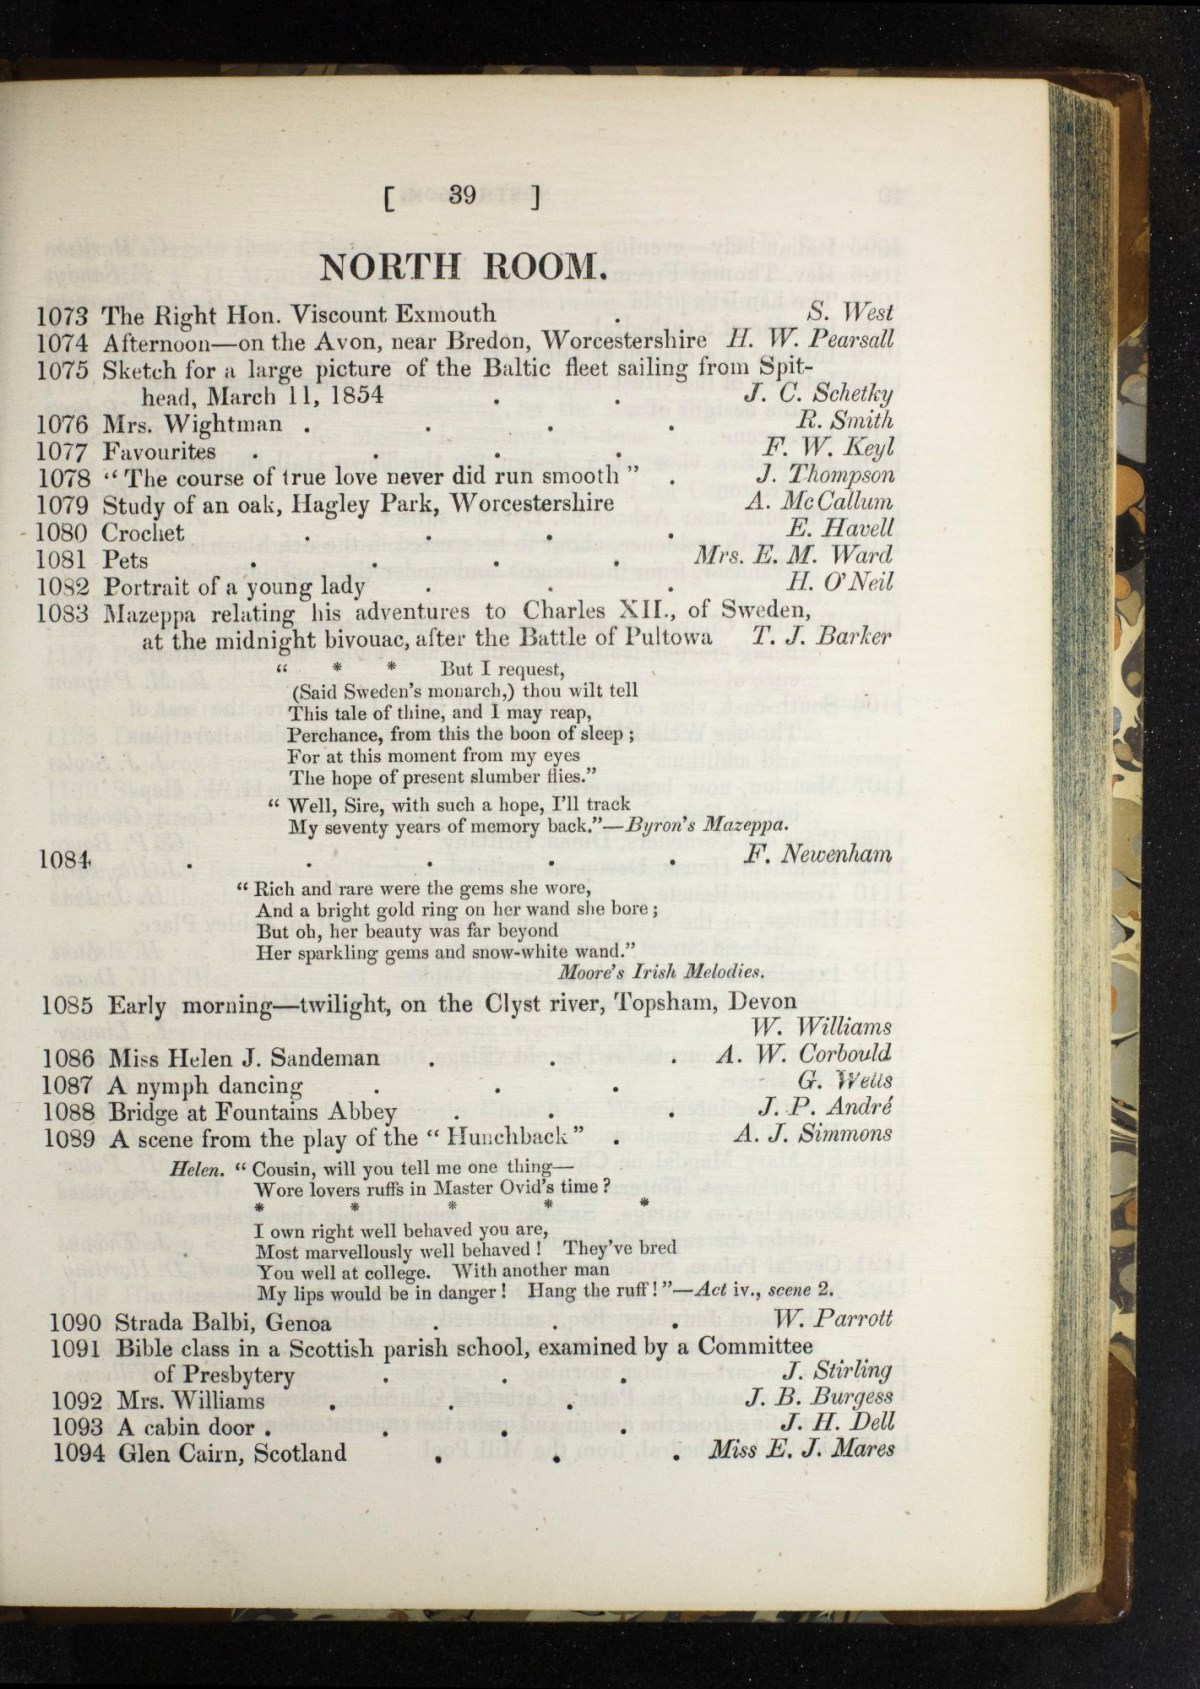 [ 39 ]
NORTH ROOM.
1073 The Right Hon. Viscount Exmouth . S. West
1074 Afternoon—on the Avon, near Bredon, Worcestershire H. W. Pearsall
1075 Sketch for a large picture of the Baltic fleet sailing from Spit-
head, March 11, 1854 . . J. C. Schetky
1076 Mrs. Wightman . . . . R. Smith
1077 Favourites . . . . F. W. Keyl
1078 “ The course of true love never did run smooth ” . J. Thompson
1079 Study of an oak, Hagley Park, Worcestershire A. McCallum
1080 Crochet . . . . E. Havell
1081 Pets . . . . Mrs. E. M. Ward
1082 Portrait of a young lady . . . H. O'Neil
1083 Mazeppa relating his adventures to Charles XII., of Sweden,
at the midnight bivouac, after the Battle of Pultowa T. J. Barker
“ * * But I request,
(Said Sweden's monarch,) thou wilt tell
This tale of thine, and I may reap,
Perchance, from this the boon of sleep ;
For at this moment from my eyes
The hope of present slumber flies.”
“ Well, Sire, with such a hope, I'll track
My seventy years of memory back.”—Byron's Mazeppa.
1084 . . . . . F. Newenham
“ Rich and rare were the gems she wore,
And a bright gold ring on her wand she bore ;
But oh, her beauty was far beyond
Her sparkling gems and snow-white wand.”
Moore's Irish Melodies.
1085 Early morning—twilight, on the Clyst river, Topsham, Devon
W. Williams
1086 Miss Helen J. Sandeman . . . A. W. Corbould
1087 A nymph dancing . . . G. Wells
1088 Bridge at Fountains Abbey . . . J. P. André
1089 A scene from the play of the “ Hunchback ” . A. J. Simmons
Helen. “ Cousin, will you tell me one thing—
Wore lovers ruffs in Master Ovid's time ?
* * * * *
I own right well behaved you are,
Most marvellously well behaved ! They've bred
You well at college. With another man
My lips would be in danger ! Hang the ruff ! ”—Act iv., scene 2.
1090 Strada Balbi, Genoa . . . W. Parrott
1091 Bible class in a Scottish parish school, examined by a Committee
of Presbytery . . . J. Stirling
1092 Mrs. Williams . . . J. B. Burgess
1093 A cabin door . . . . J. H. Dell
1094 Glen Cairn, Scotland . . . Miss E. J. Mares